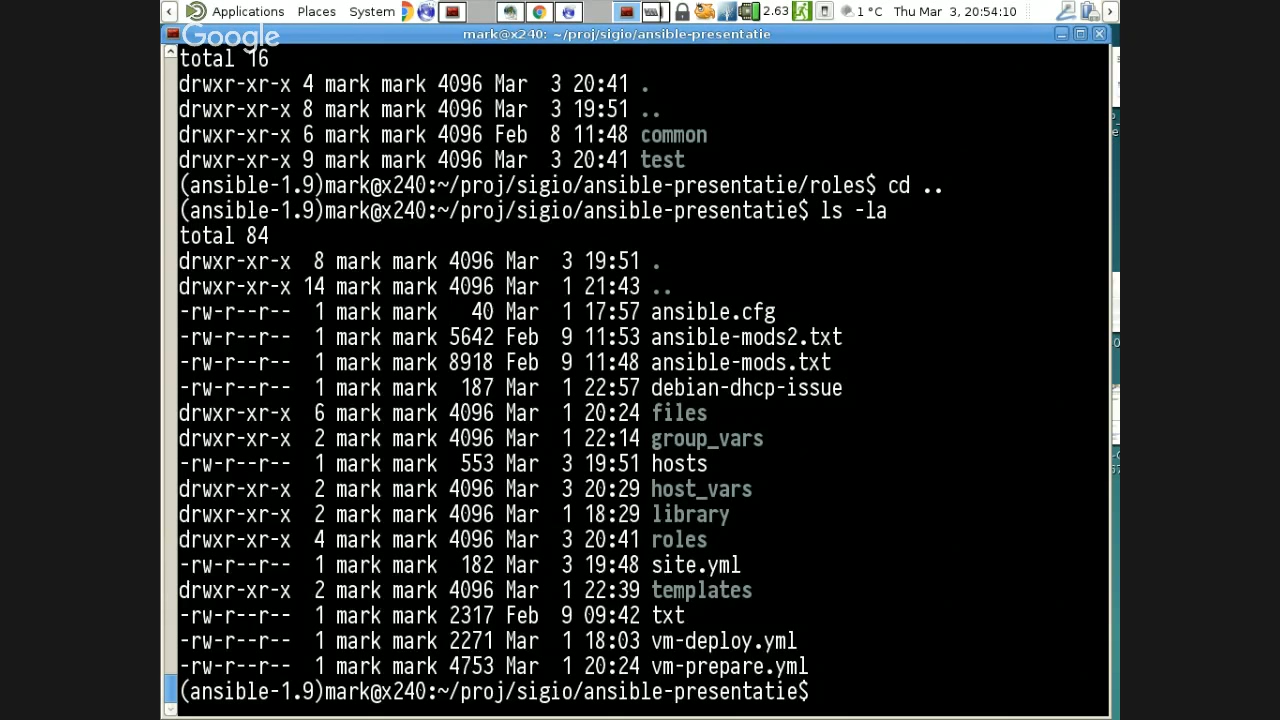 Applications Places System 2.63 1 °C Thu Mar 3, 20:54:10
Google
mark@x240: ~/proj/sigio/ansible-presentatie
total 16
drwxr-xr-x 4 mark mark 4096 Mar  3 20:41 .
drwxr-xr-x 8 mark mark 4096 Mar  3 19:51 ..
drwxr-xr-x 6 mark mark 4096 Feb  8 11:48 common
drwxr-xr-x 9 mark mark 4096 Mar  3 20:41 test
(ansible-1.9)mark@x240:~/proj/sigio/ansible-presentatie/roles$ cd ..
(ansible-1.9)mark@x240:~/proj/sigio/ansible-presentatie$ ls -la
total 84
drwxr-xr-x  8 mark mark 4096 Mar  3 19:51 .
drwxr-xr-x 14 mark mark 4096 Mar  1 21:43 ..
-rw-r--r--  1 mark mark   40 Mar  1 17:57 ansible.cfg
-rw-r--r--  1 mark mark 5642 Feb  9 11:53 ansible-mods2.txt
-rw-r--r--  1 mark mark 8918 Feb  9 11:48 ansible-mods.txt
-rw-r--r--  1 mark mark  187 Mar  1 22:57 debian-dhcp-issue
drwxr-xr-x  6 mark mark 4096 Mar  1 20:24 files
drwxr-xr-x  2 mark mark 4096 Mar  1 22:14 group_vars
-rw-r--r--  1 mark mark  553 Mar  3 19:51 hosts
drwxr-xr-x  2 mark mark 4096 Mar  3 20:29 host_vars
drwxr-xr-x  2 mark mark 4096 Mar  1 18:29 library
drwxr-xr-x  4 mark mark 4096 Mar  3 20:41 roles
-rw-r--r--  1 mark mark  182 Mar  3 19:48 site.yml
drwxr-xr-x  2 mark mark 4096 Mar  1 22:39 templates
-rw-r--r--  1 mark mark 2317 Feb  9 09:42 txt
-rw-r--r--  1 mark mark 2271 Mar  1 18:03 vm-deploy.yml
-rw-r--r--  1 mark mark 4753 Mar  1 20:24 vm-prepare.yml
(ansible-1.9)mark@x240:~/proj/sigio/ansible-presentatie$